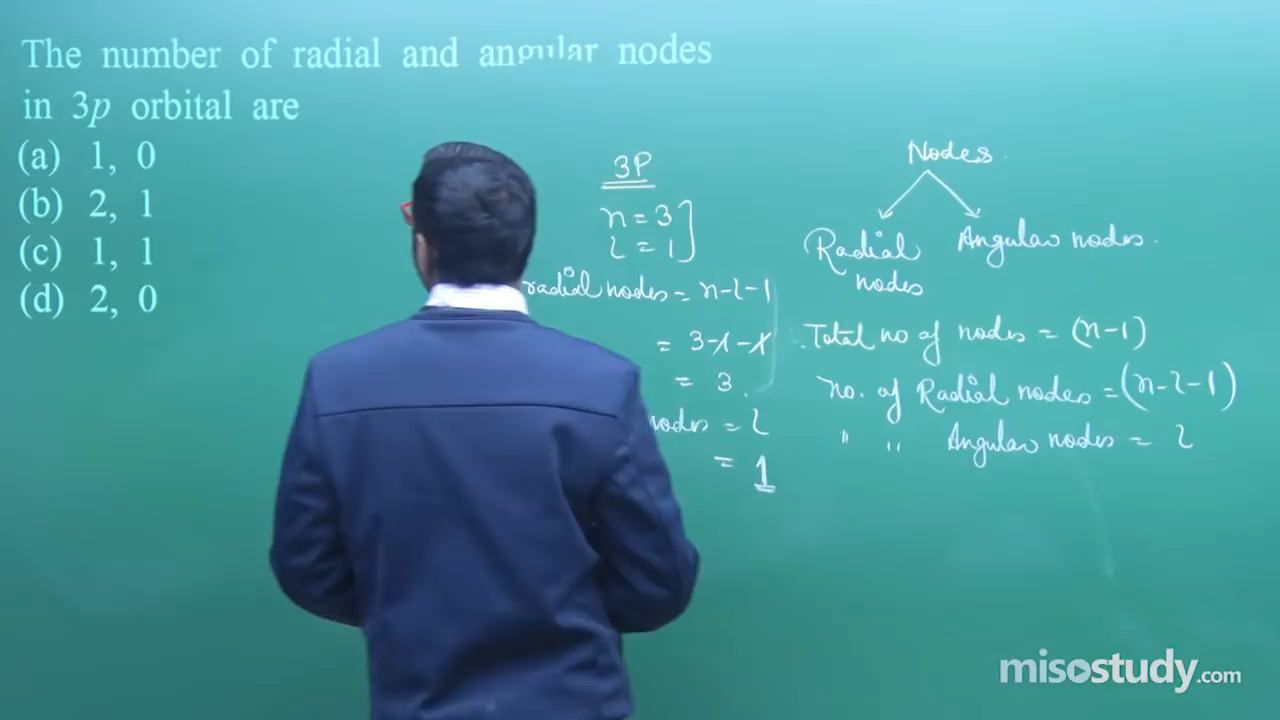 The number of radial and angular nodes
in 3p orbital are
(a) 1, 0
(b) 2, 1
(c) 1, 1
(d) 2, 0
3P
n = 3
l = 1
radial nodes = n-l-1
= 3-1-1
= 3.
nodes = l
= 1
Nodes.
Radial nodes
Angular nodes.
Total no of nodes = (n-1)
no. of Radial nodes = (n-l-1)
" " Angular nodes = l
misostudy.com